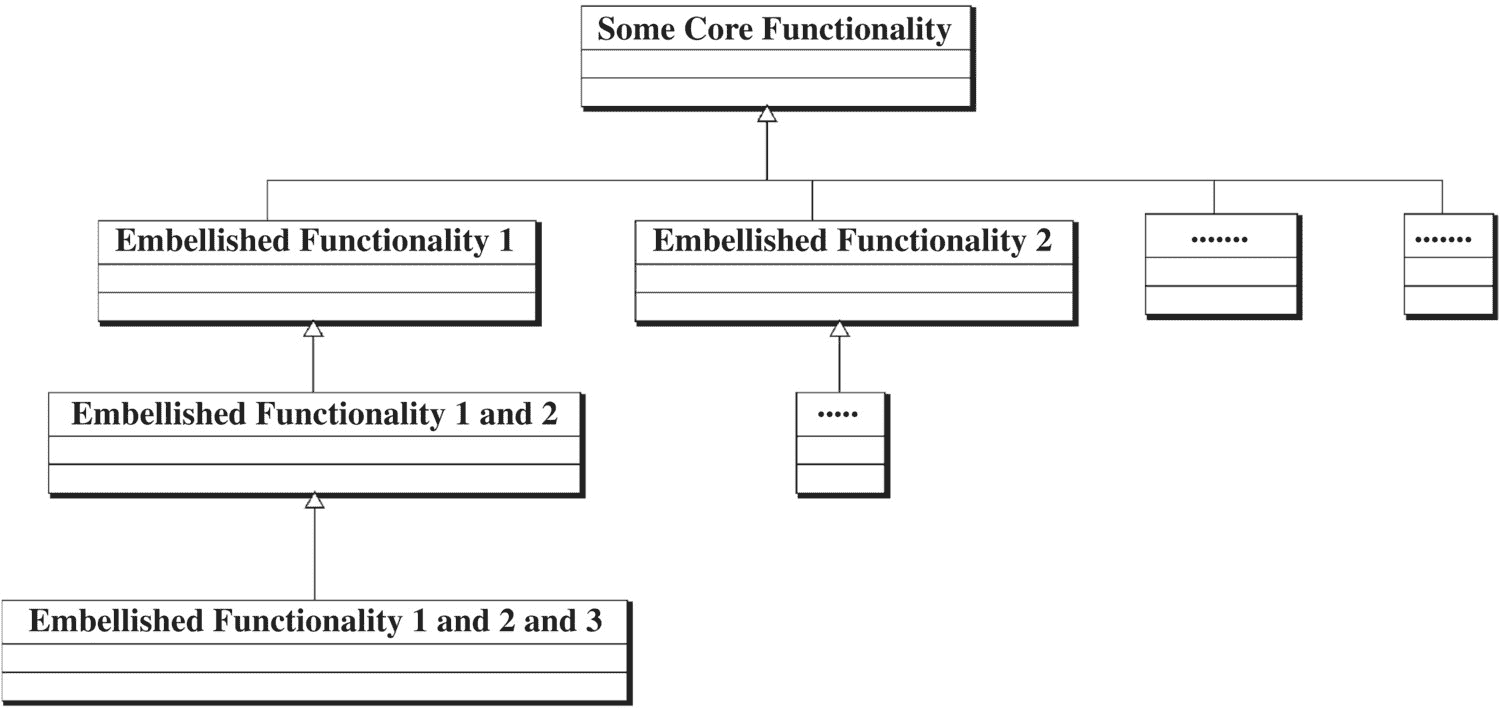 Some Core Functionality
Embellished Functionality 1
Embellished Functionality 2
.......
.......
Embellished Functionality 1 and 2
.....
Embellished Functionality 1 and 2 and 3